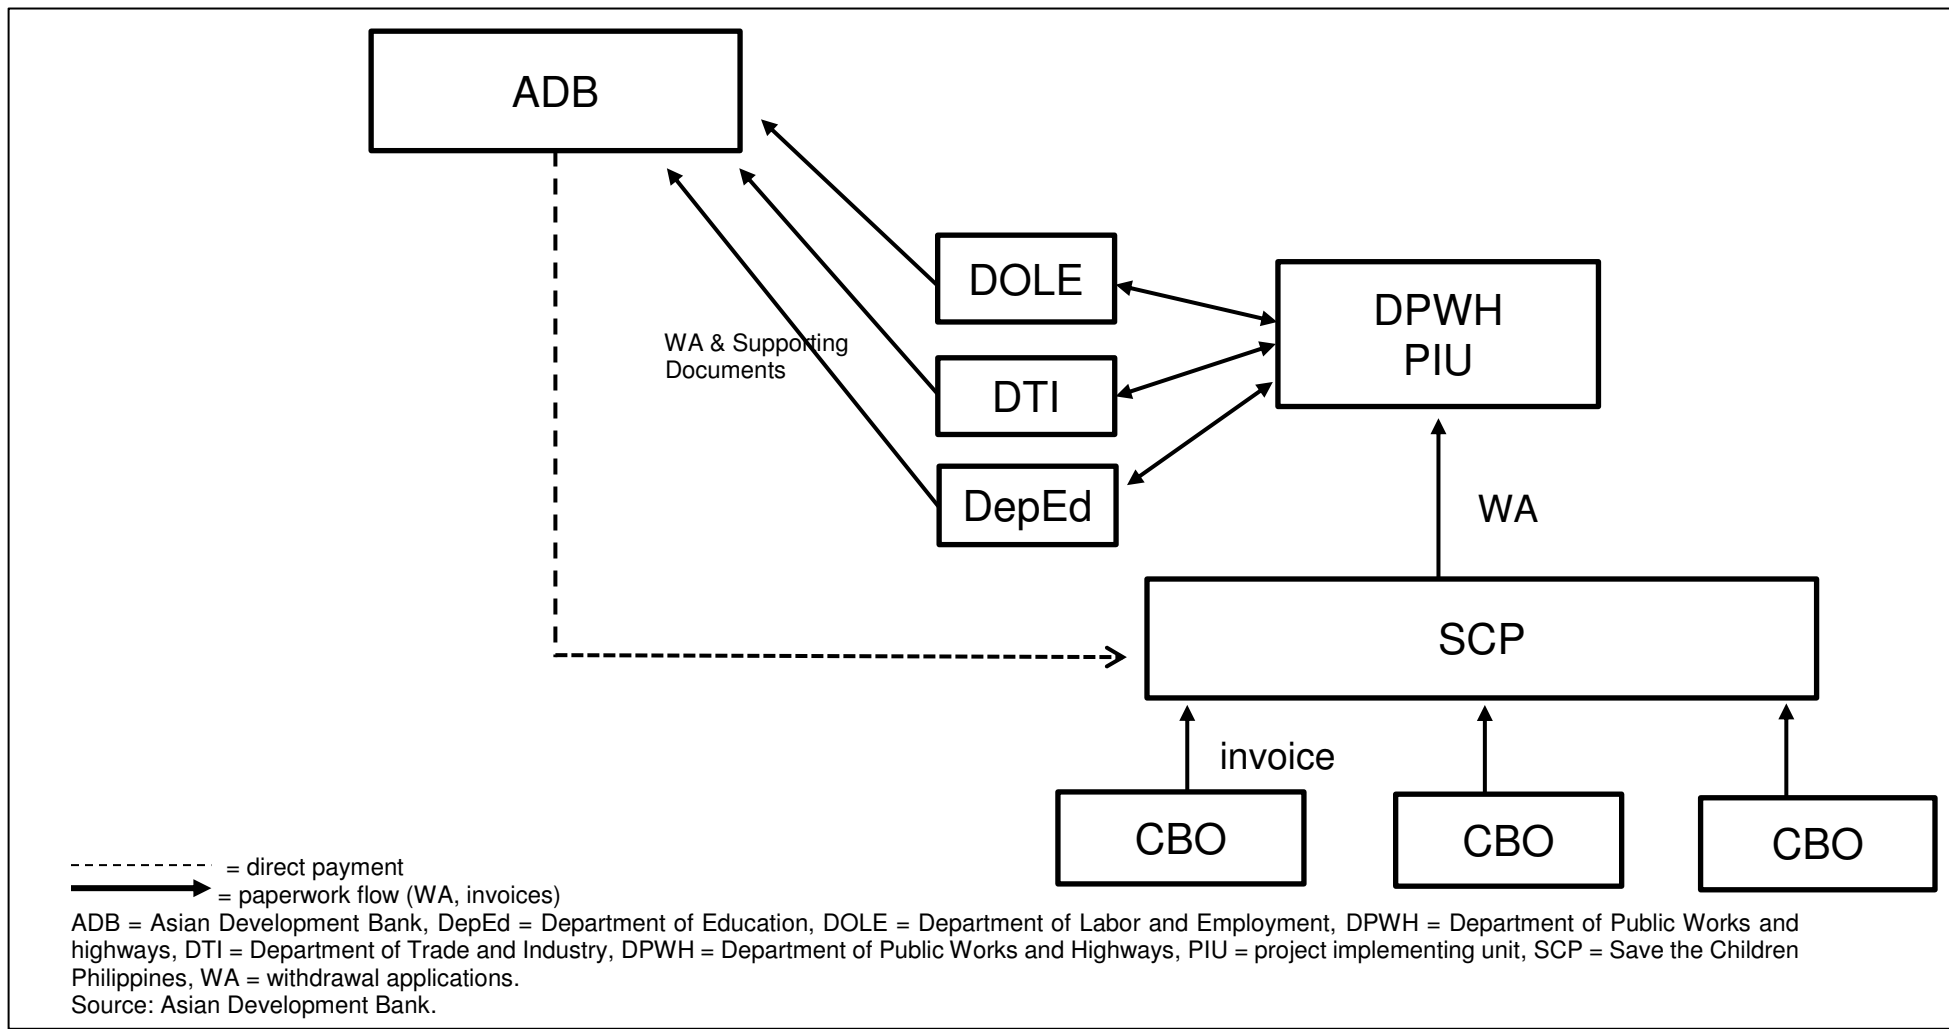 ADB
DOLE
DPWH
PIU
WA & Supporting
Documents
DTI
DepEd
WA
SCP
invoice
CBO
CBO
CBO
= direct payment
= paperwork flow (WA, invoices)
ADB = Asian Development Bank, DepEd = Department of Education, DOLE = Department of Labor and Employment, DPWH = Department of Public Works and
highways, DTI = Department of Trade and Industry, DPWH = Department of Public Works and Highways, PIU = project implementing unit, SCP = Save the Children
Philippines, WA = withdrawal applications.
Source: Asian Development Bank.